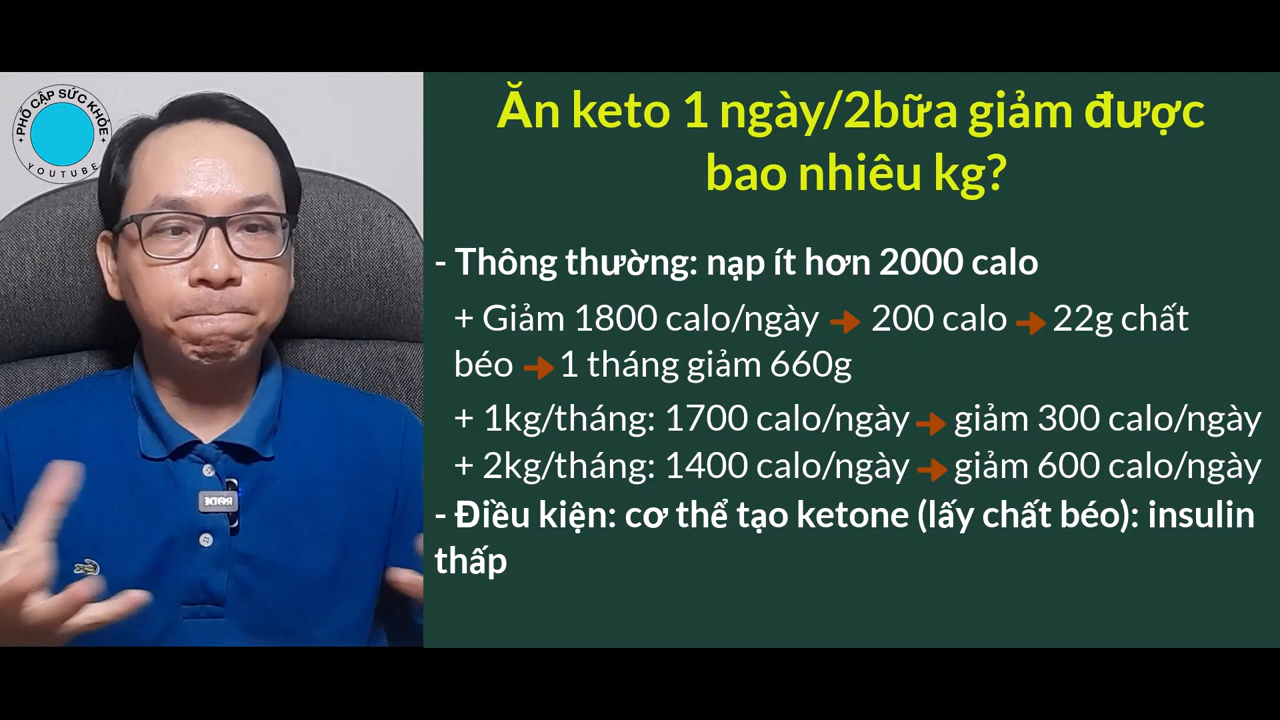 PHỔ CẬP SỨC KHỎE
YOUTUBE
Ăn keto 1 ngày/2bữa giảm được
bao nhiêu kg?
- Thông thường: nạp ít hơn 2000 calo
+ Giảm 1800 calo/ngày ➔ 200 calo ➔ 22g chất
béo ➔ 1 tháng giảm 660g
+ 1kg/tháng: 1700 calo/ngày ➔ giảm 300 calo/ngày
+ 2kg/tháng: 1400 calo/ngày ➔ giảm 600 calo/ngày
- Điều kiện: cơ thể tạo ketone (lấy chất béo): insulin
thấp
RØDE